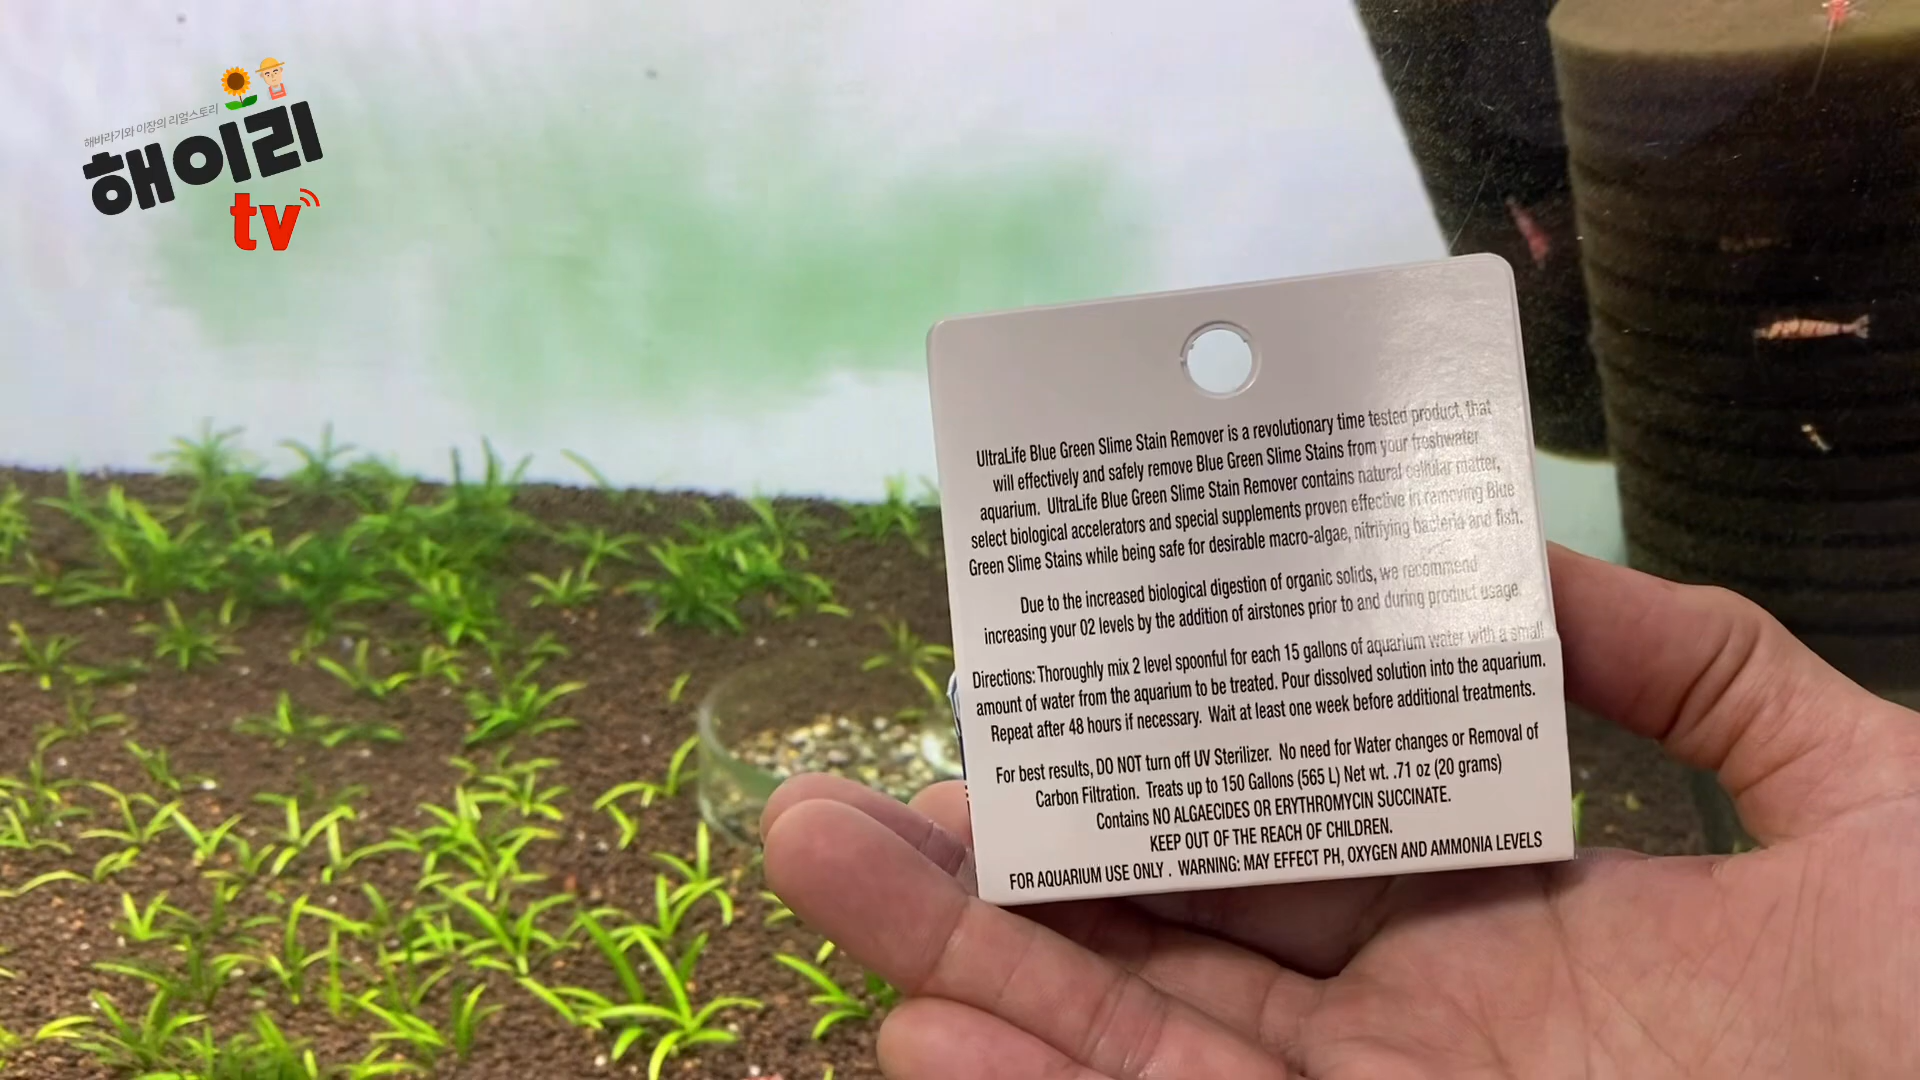 해바라기와 이장의 리얼스토리
해이리
tv
UltraLife Blue Green Slime Stain Remover is a revolutionary time tested product, that
will effectively and safely remove Blue Green Slime Stains from your freshwater
aquarium. UltraLife Blue Green Slime Stain Remover contains natural cellular matter,
select biological accelerators and special supplements proven effective in removing Blue
Green Slime Stains while being safe for desirable macro-algae, nitrifying bacteria and fish.
Due to the increased biological digestion of organic solids, we recommend
increasing your O2 levels by the addition of airstones prior to and during product usage
Directions: Thoroughly mix 2 level spoonful for each 15 gallons of aquarium water with a small
amount of water from the aquarium to be treated. Pour dissolved solution into the aquarium.
Repeat after 48 hours if necessary. Wait at least one week before additional treatments.
For best results, DO NOT turn off UV Sterilizer. No need for Water changes or Removal of
Carbon Filtration. Treats up to 150 Gallons (565 L) Net wt. .71 oz (20 grams)
Contains NO ALGAECIDES OR ERYTHROMYCIN SUCCINATE.
KEEP OUT OF THE REACH OF CHILDREN.
FOR AQUARIUM USE ONLY . WARNING: MAY EFFECT PH, OXYGEN AND AMMONIA LEVELS